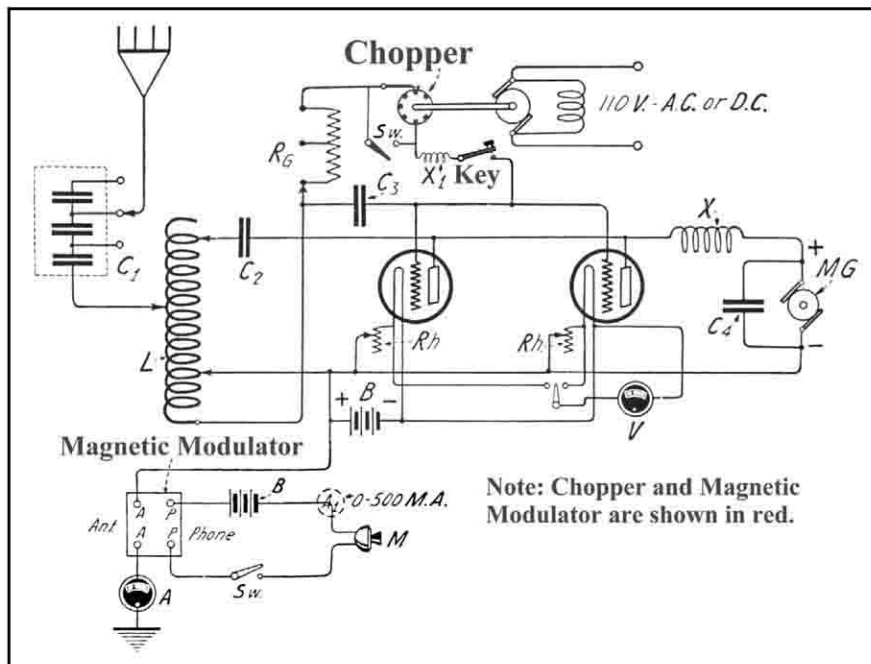 Chopper
110 V.- A.C. or D.C.
R_G
Sw.
X_1
Key
C_3
C_1
C_2
X
+
MG
C_4
-
L
Rh
Rh
+ B -
V
Magnetic Modulator
B
A_1
0-500 M.A.
Note: Chopper and Magnetic
Modulator are shown in red.
A P
Ant
Phone
A P
M
Sw.
A